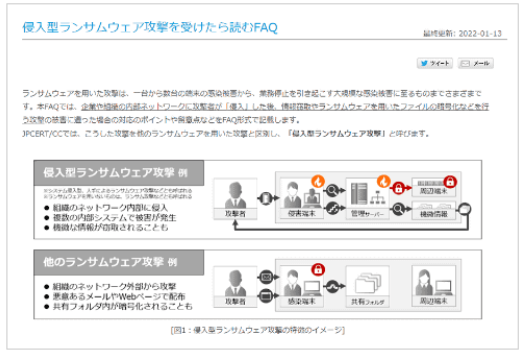 侵入型ランサムウェア攻撃を受けたら読むFAQ
最終更新: 2022-01-13
ツイート メール
ランサムウェアを用いた攻撃は、一台から数台の端末の感染被害から、業務停止を引き起こす大規模な感染被害に至るものまでさまざまで
す。本FAQでは、企業や組織の内部ネットワークに攻撃者が「侵入」した後、情報窃取やランサムウェアを用いたファイルの暗号化などを行
う攻撃の被害に遭った場合の対応のポイントや留意点などをFAQ形式で記載します。
JPCERT/CCでは、こうした攻撃を他のランサムウェアを用いた攻撃と区別し、「侵入型ランサムウェア攻撃」と呼びます。
侵入型ランサムウェア攻撃 例
● 組織のネットワーク内部に侵入
● 複数の内部システムで被害が発生
● 機微な情報が窃取されることも
攻撃者
侵害端末
管理サーバー
周辺端末
機微情報
他のランサムウェア攻撃 例
● 組織のネットワーク外部から攻撃
● 悪意あるメールやWebページで配布
● 共有フォルダ内が暗号化されることも
攻撃者
感染端末
共有フォルダ
周辺端末
[図1：侵入型ランサムウェア攻撃の特徴のイメージ]